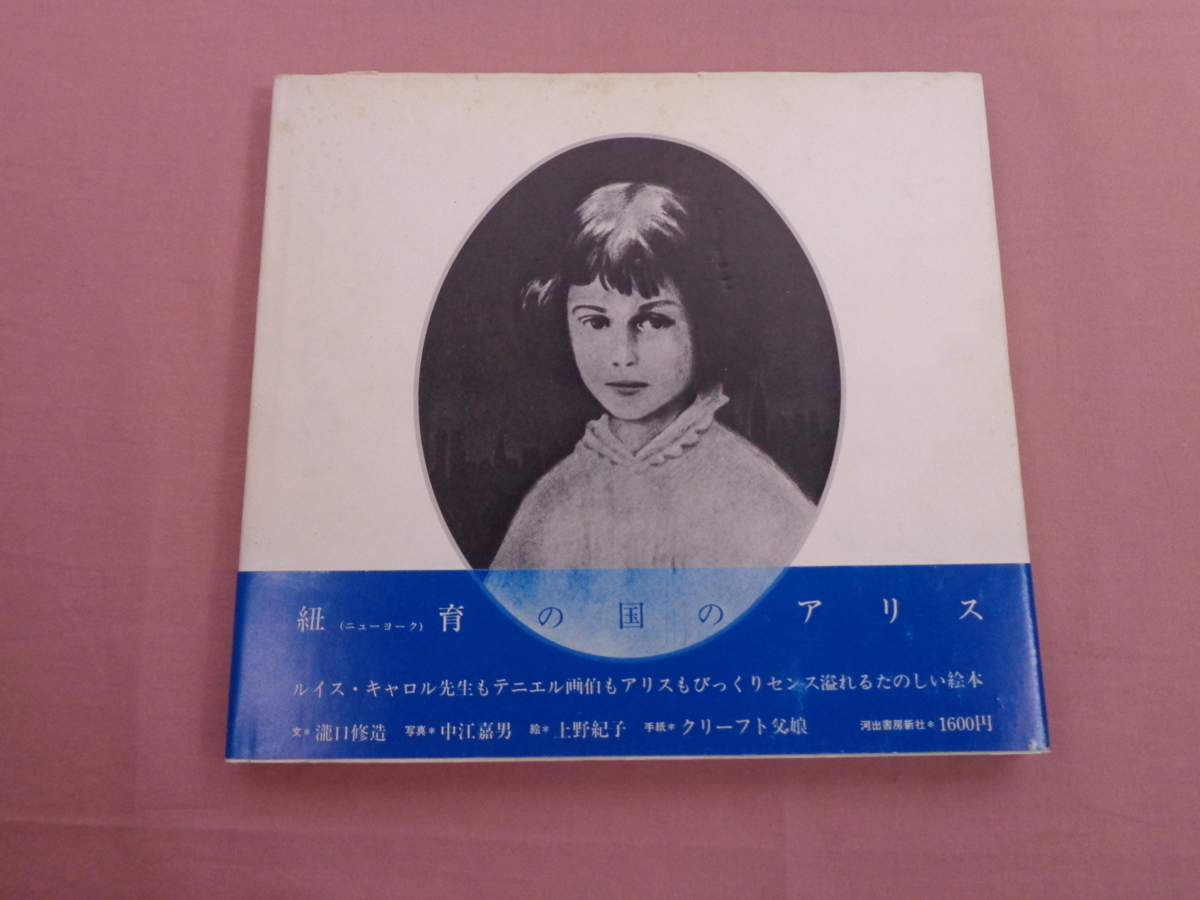 紐(ニューヨーク)育の国のアリス
ルイス・キャロル先生もテニエル画伯もアリスもびっくりセンス溢れるたのしい絵本
文*瀧口修造 写真*中江嘉男 絵*上野紀子 手紙*クリーフト父娘 河出書房新社*1600円